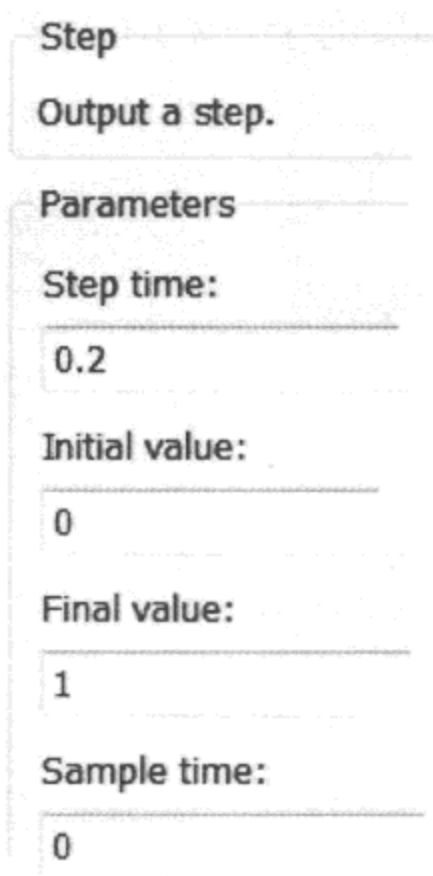 Step
Output a step.
Parameters
Step time:
0.2
Initial value:
0
Final value:
1
Sample time:
0